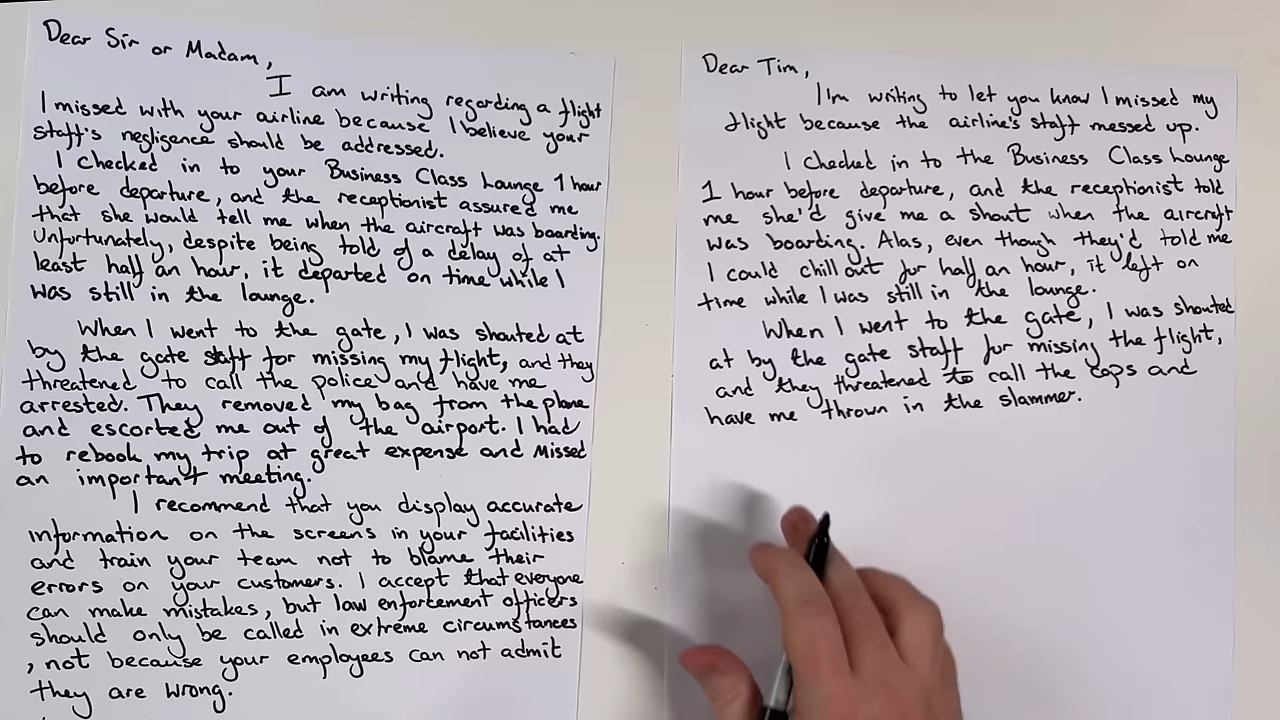 Dear Sir or Madam,
I am writing regarding a flight
I missed with your airline because I believe your
staff's negligence should be addressed.
I checked in to your Business Class Lounge 1 hour
before departure, and the receptionist assured me
that she would tell me when the aircraft was boarding.
Unfortunately, despite being told of a delay of at
least half an hour, it departed on time while I
was still in the lounge.
When I went to the gate, I was shouted at
by the gate staff for missing my flight, and they
threatened to call the police and have me
arrested. They removed my bag from the plane
and escorted me out of the airport. I had
to rebook my trip at great expense and missed
an important meeting.
I recommend that you display accurate
information on the screens in your facilities
and train your team not to blame their
errors on your customers. I accept that everyone
can make mistakes, but law enforcement officers
should only be called in extreme circumstances
, not because your employees can not admit
they are wrong.
Dear Tim,
I'm writing to let you know I missed my
flight because the airline's staff messed up.
I checked in to the Business Class Lounge
1 hour before departure, and the receptionist told
me she'd give me a shout when the aircraft
was boarding. Alas, even though they'd told me
I could chill out for half an hour, it left on
time while I was still in the lounge.
When I went to the gate, I was shouted
at by the gate staff for missing the flight,
and they threatened to call the cops and
have me thrown in the slammer.